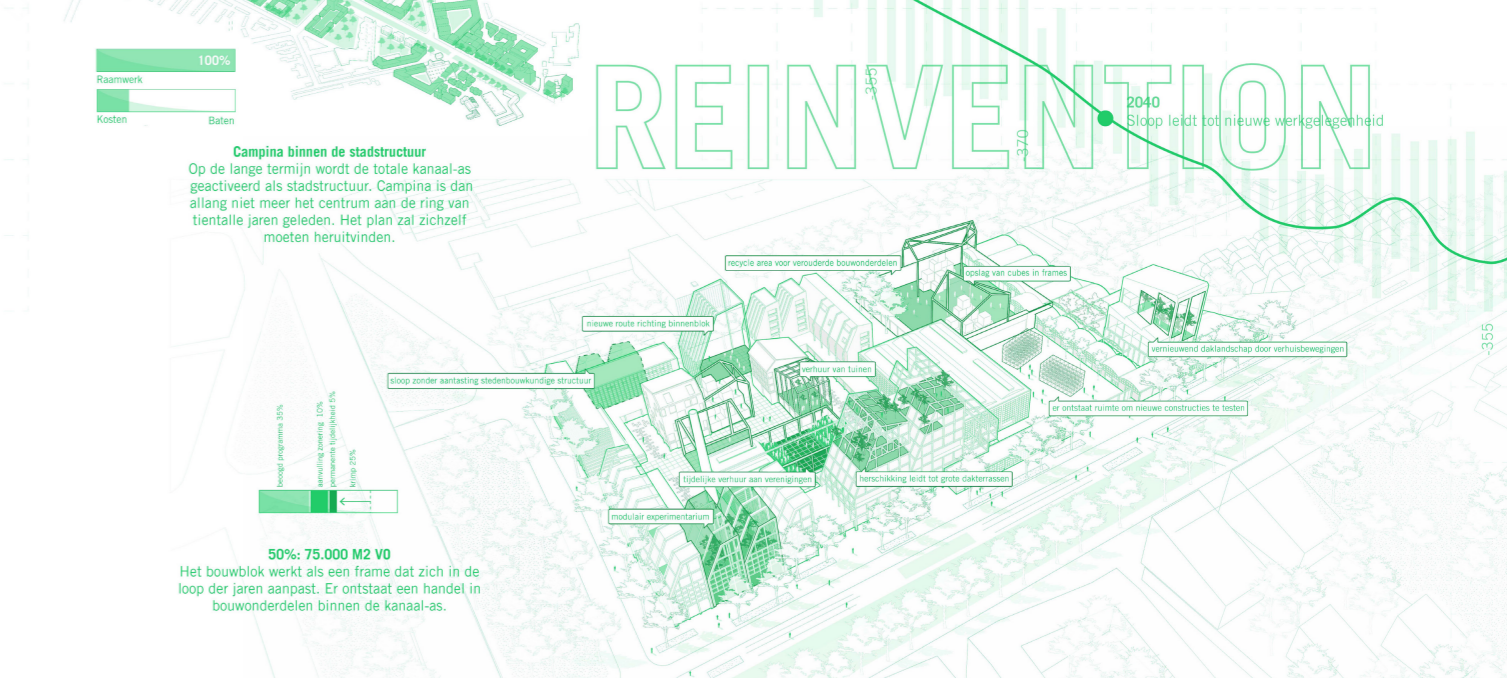 100%
Raamwerk
Kosten
Baten
Campina binnen de stadstructuur
Op de lange termijn wordt de totale kanaal-as
geactiveerd als stadstructuur. Campina is dan
allang niet meer het centrum aan de ring van
tientalle jaren geleden. Het plan zal zichzelf
moeten heruitvinden.
REINVENTION
-355
-370
2040
Sloop leidt tot nieuwe werkgelegenheid
-355
recycle area voor verouderde bouwonderdelen
opslag van cubes in frames
nieuwe route richting binnenblok
vernieuwend daklandschap door verhuisbewegingen
verhuur van tuinen
sloop zonder aantasting stedenbouwkundige structuur
er ontstaat ruimte om nieuwe constructies te testen
tijdelijke verhuur aan verenigingen
herschikking leidt tot grote dakterrassen
modulair experimentarium
beoogd programma 35%
aanvulling zonering 10%
permanente tijdelijkheid 5%
krimp 25%
50%: 75.000 M2 V0
Het bouwblok werkt als een frame dat zich in de
loop der jaren aanpast. Er ontstaat een handel in
bouwonderdelen binnen de kanaal-as.